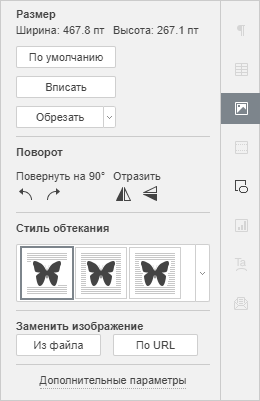 Размер
Ширина: 467.8 пт Высота: 267.1 пт
По умолчанию
Вписать
Обрезать
Поворот
Повернуть на 90° Отразить
Стиль обтекания
Заменить изображение
Из файла По URL
Дополнительные параметры